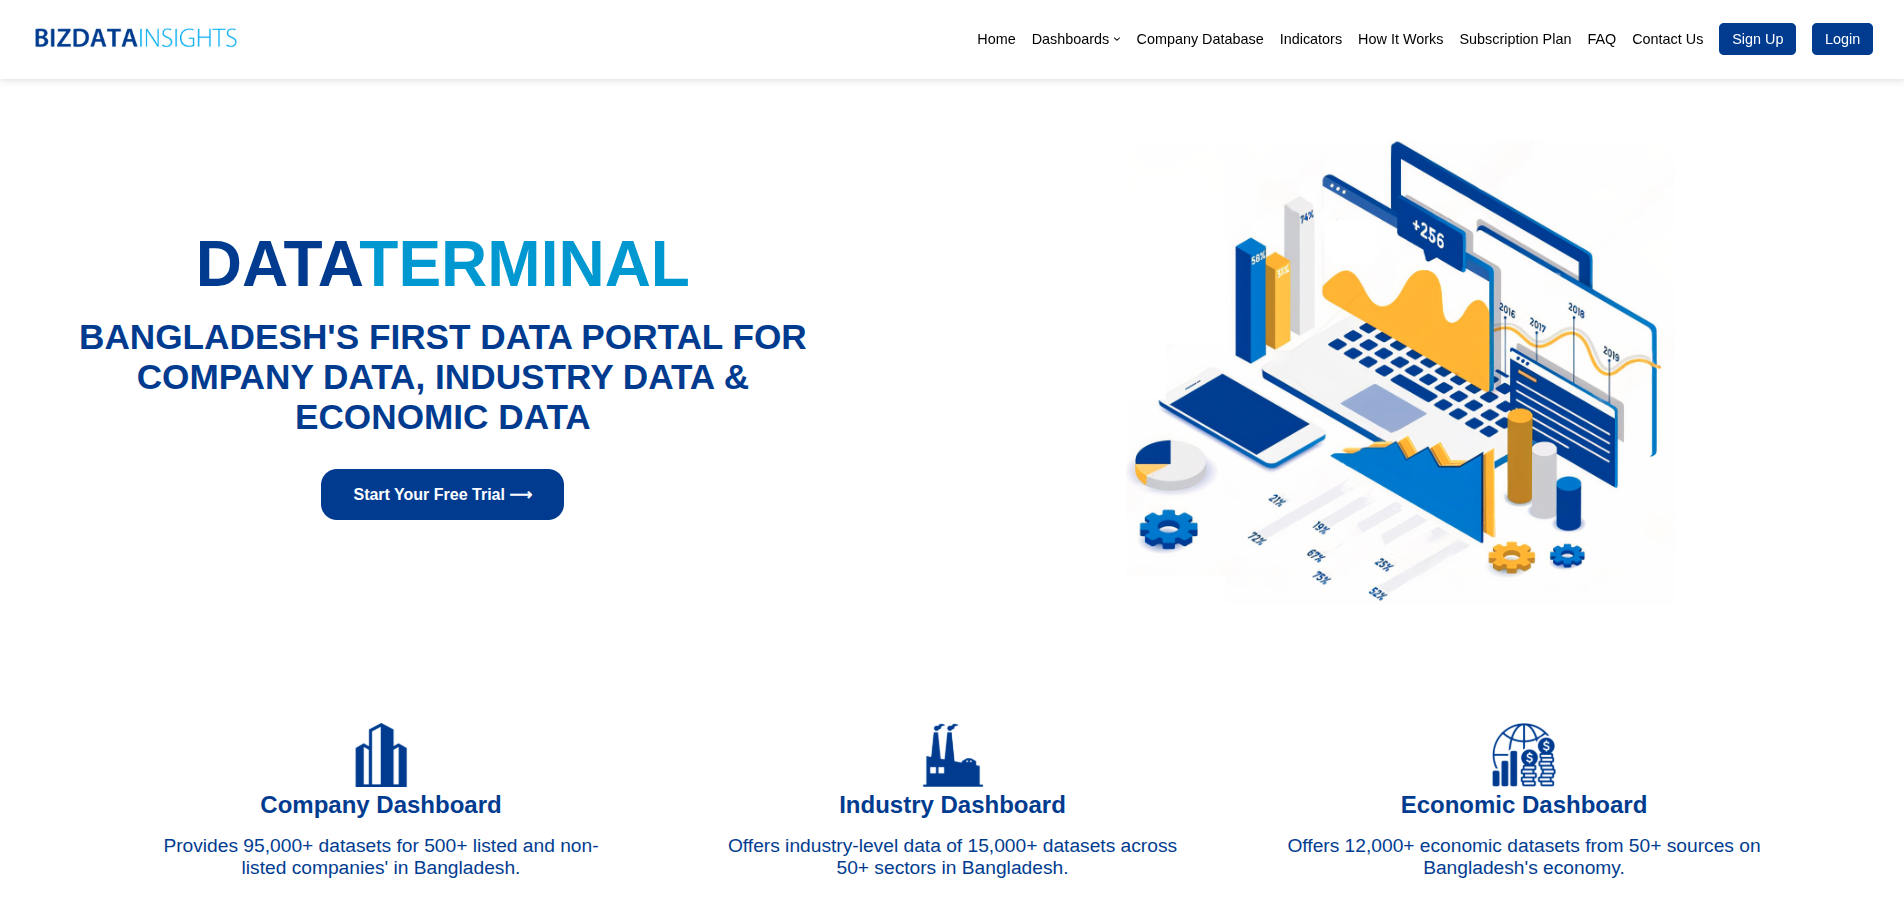 BIZDATAINSIGHTS
Home Dashboards Company Database Indicators How It Works Subscription Plan FAQ Contact Us Sign Up Login
DATATERMINAL
BANGLADESH'S FIRST DATA PORTAL FOR
COMPANY DATA, INDUSTRY DATA &
ECONOMIC DATA
Start Your Free Trial ⟶
74%
58%
+256
2016
2017
2018
2019
21%
19%
72%
67%
75%
25%
52%
Company Dashboard
Provides 95,000+ datasets for 500+ listed and non-
listed companies' in Bangladesh.
Industry Dashboard
Offers industry-level data of 15,000+ datasets across
50+ sectors in Bangladesh.
Economic Dashboard
Offers 12,000+ economic datasets from 50+ sources on
Bangladesh's economy.